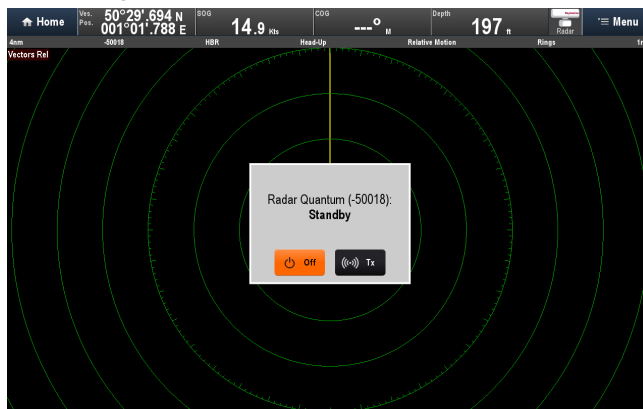 Home
Ves. Pos.
50°29'.694 N
001°01'.788 E
SOG
14.9 Kts
COG
---° M
Depth
197 ft
Radar
Menu
4nm -50018 HBR Head-Up Relative Motion Rings
Vectors Rel
Radar Quantum (-50018):
Standby
Off Tx